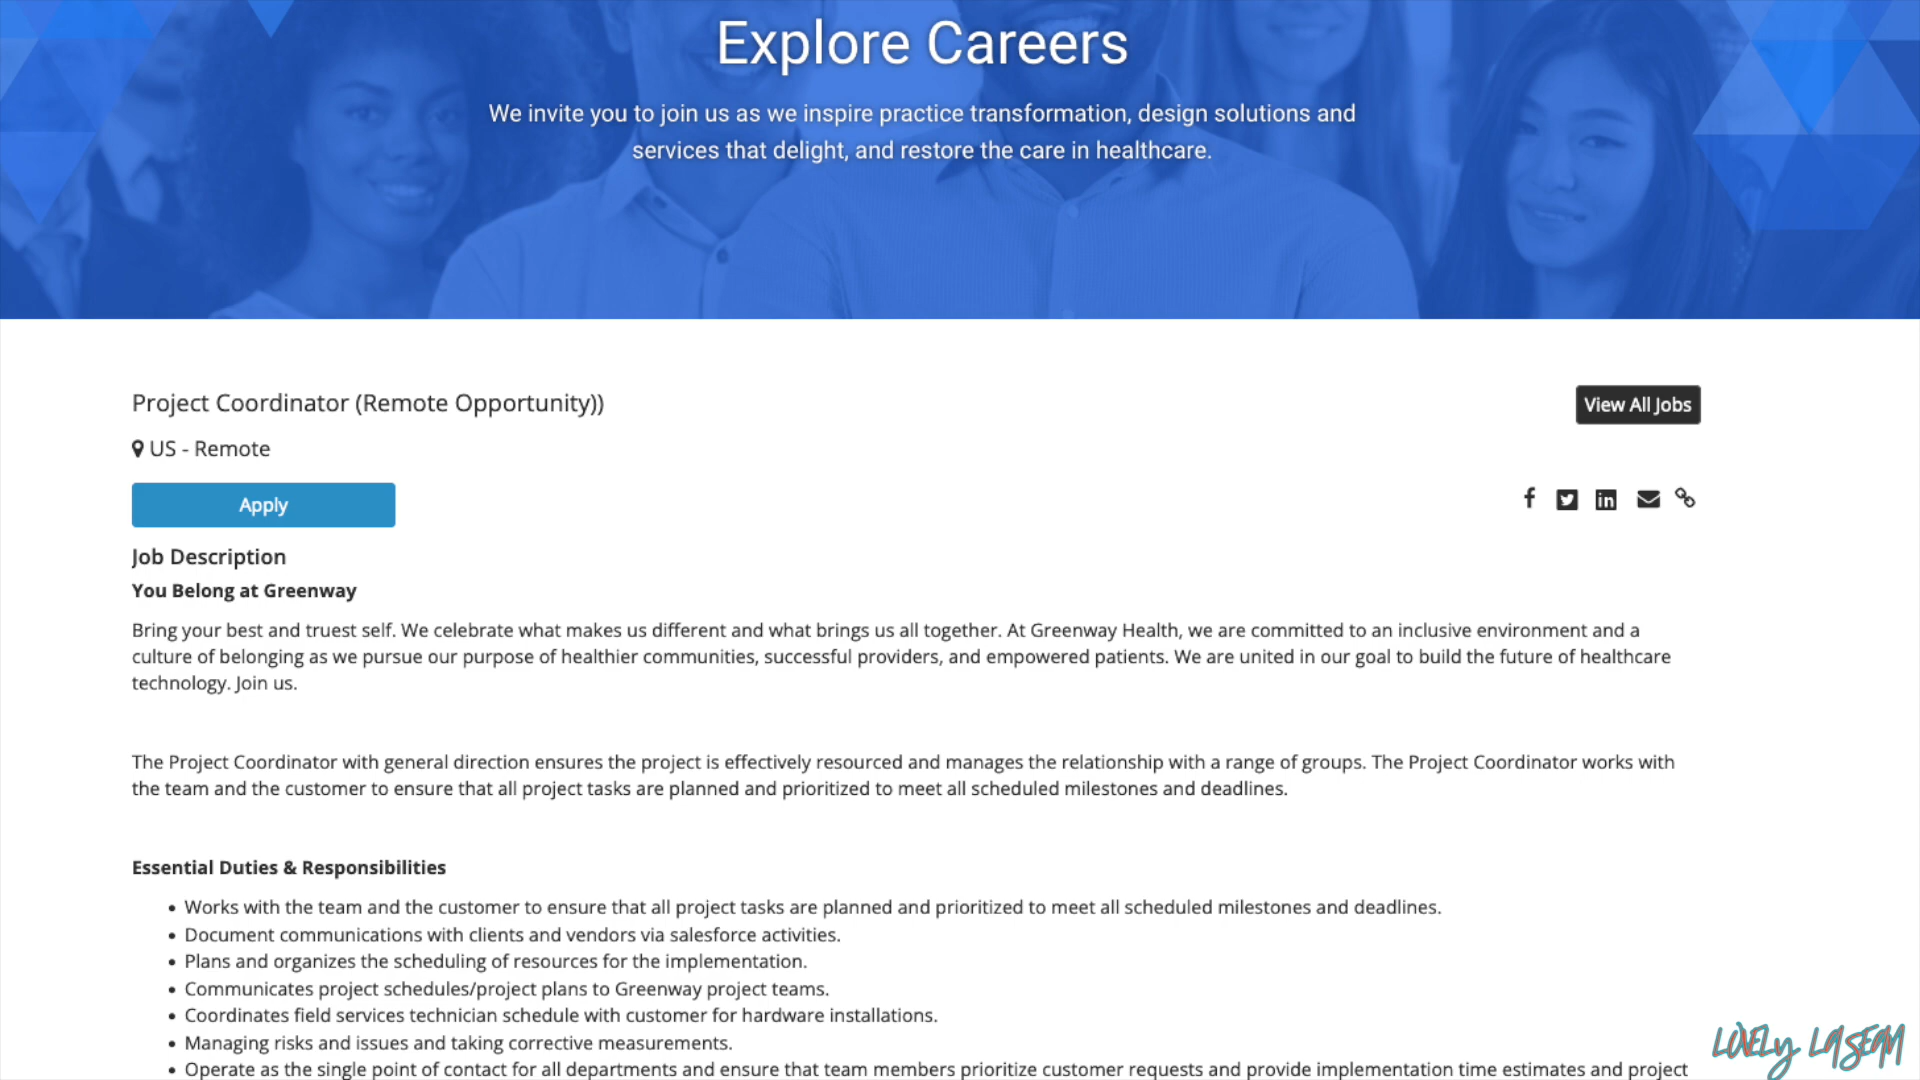 Explore Careers
We invite you to join us as we inspire practice transformation, design solutions and
services that delight, and restore the care in healthcare.
Project Coordinator (Remote Opportunity))
View All Jobs
US - Remote
Apply
Job Description
You Belong at Greenway
Bring your best and truest self. We celebrate what makes us different and what brings us all together. At Greenway Health, we are committed to an inclusive environment and a
culture of belonging as we pursue our purpose of healthier communities, successful providers, and empowered patients. We are united in our goal to build the future of healthcare
technology. Join us.
The Project Coordinator with general direction ensures the project is effectively resourced and manages the relationship with a range of groups. The Project Coordinator works with
the team and the customer to ensure that all project tasks are planned and prioritized to meet all scheduled milestones and deadlines.
Essential Duties & Responsibilities
• Works with the team and the customer to ensure that all project tasks are planned and prioritized to meet all scheduled milestones and deadlines.
• Document communications with clients and vendors via salesforce activities.
• Plans and organizes the scheduling of resources for the implementation.
• Communicates project schedules/project plans to Greenway project teams.
• Coordinates field services technician schedule with customer for hardware installations.
• Managing risks and issues and taking corrective measurements.
• Operate as the single point of contact for all departments and ensure that team members prioritize customer requests and provide implementation time estimates and project
LOVELY LASEAM